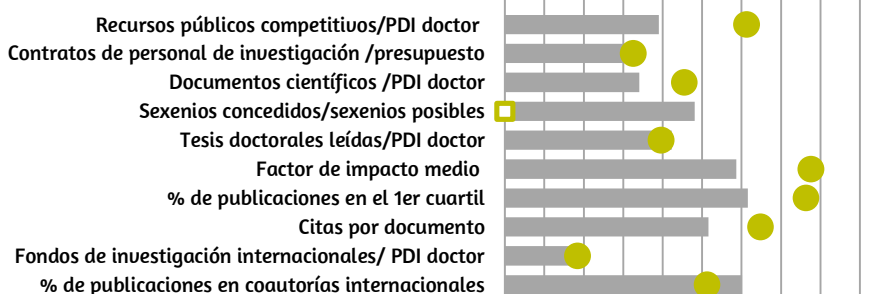 Recursos públicos competitivos/PDI doctor
Contratos de personal de investigación /presupuesto
Documentos científicos /PDI doctor
Sexenios concedidos/sexenios posibles
Tesis doctorales leídas/PDI doctor
Factor de impacto medio
% de publicaciones en el 1er cuartil
Citas por documento
Fondos de investigación internacionales/ PDI doctor
% de publicaciones en coautorías internacionales